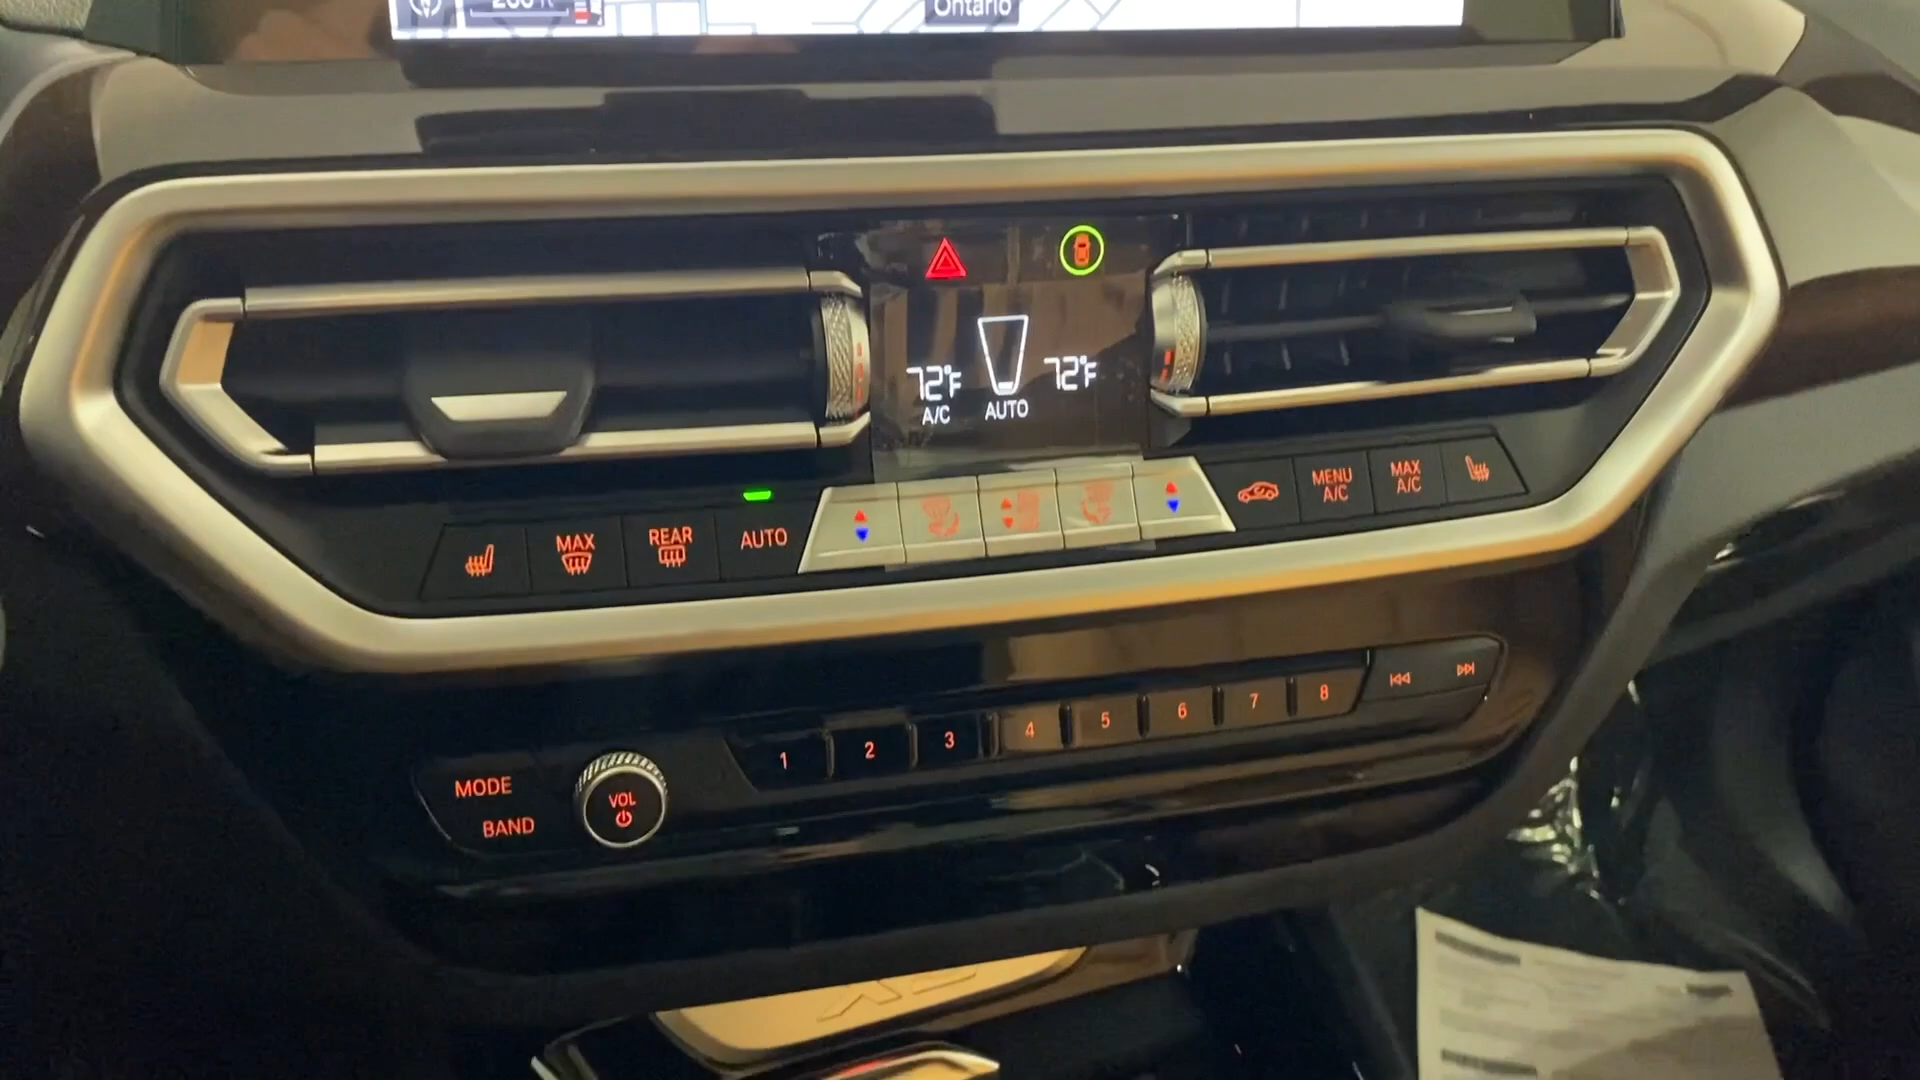 Ontario
72°F
72°F
A/C
AUTO
MAX
REAR
AUTO
MENU
A/C
MAX
A/C
MODE
BAND
VOL
1 2 3 4 5 6 7 8
X3